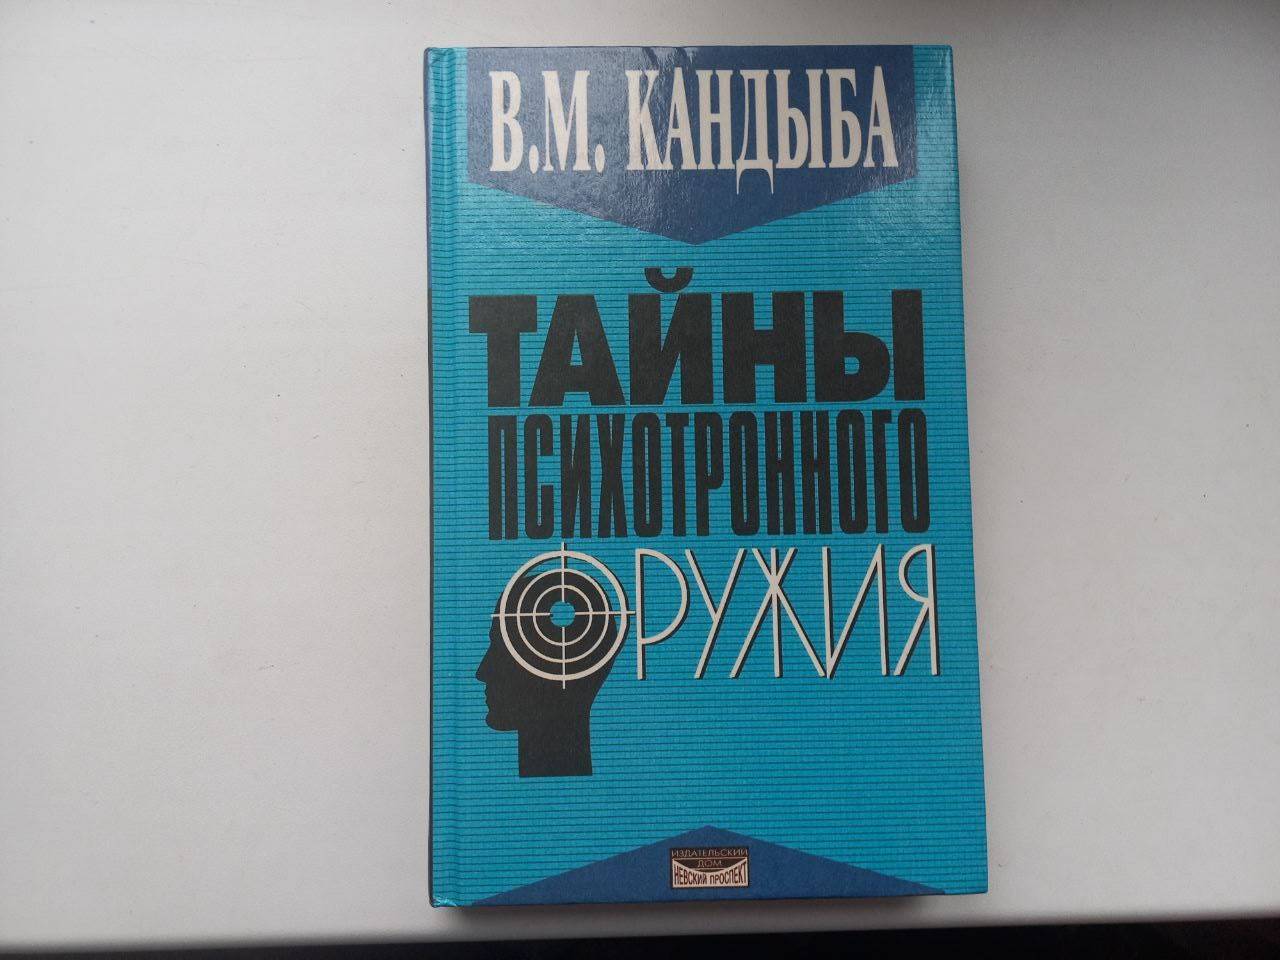 В.М. КАНДЫБА
ТАЙНЫ
ПСИХОТРОННОГО
ОРУЖИЯ
ИЗДАТЕЛЬСКИЙ
ДОМ
НЕВСКИЙ ПРОСПЕКТ